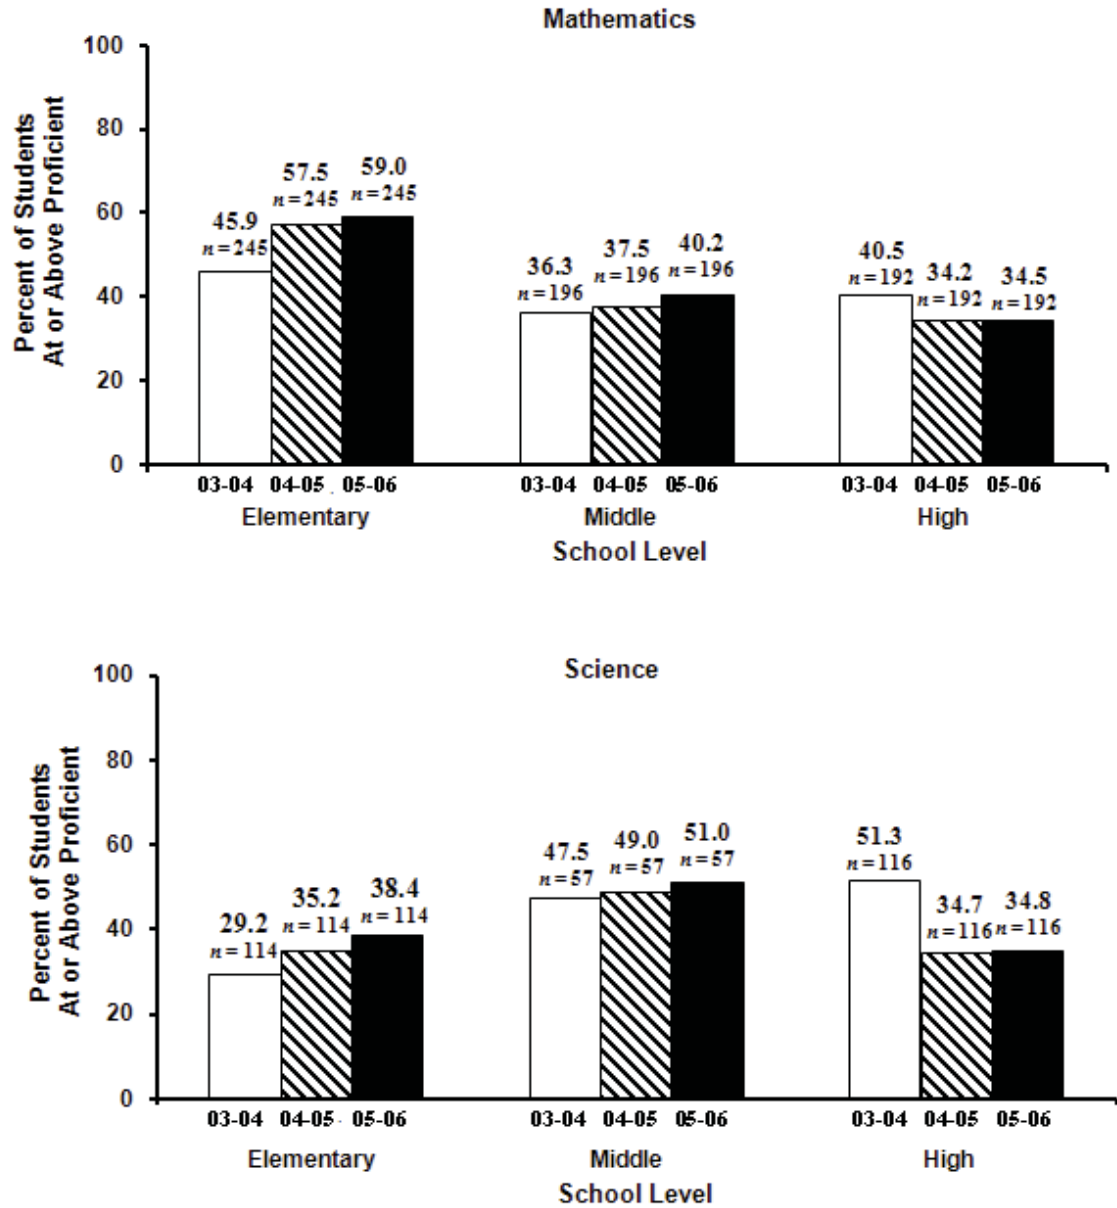 Mathematics
Percent of Students
At or Above Proficient
100
80
60
40
20
0
45.9
n=245
57.5
n=245
59.0
n=245
36.3
n=196
37.5
n=196
40.2
n=196
40.5
n=192
34.2
n=192
34.5
n=192
03-04 04-05 05-06 03-04 04-05 05-06 03-04 04-05 05-06
Elementary Middle High
School Level
Science
Percent of Students
At or Above Proficient
100
80
60
40
20
0
29.2
n=114
35.2
n=114
38.4
n=114
47.5
n=57
49.0
n=57
51.0
n=57
51.3
n=116
34.7
n=116
34.8
n=116
03-04 04-05 05-06 03-04 04-05 05-06 03-04 04-05 05-06
Elementary Middle High
School Level